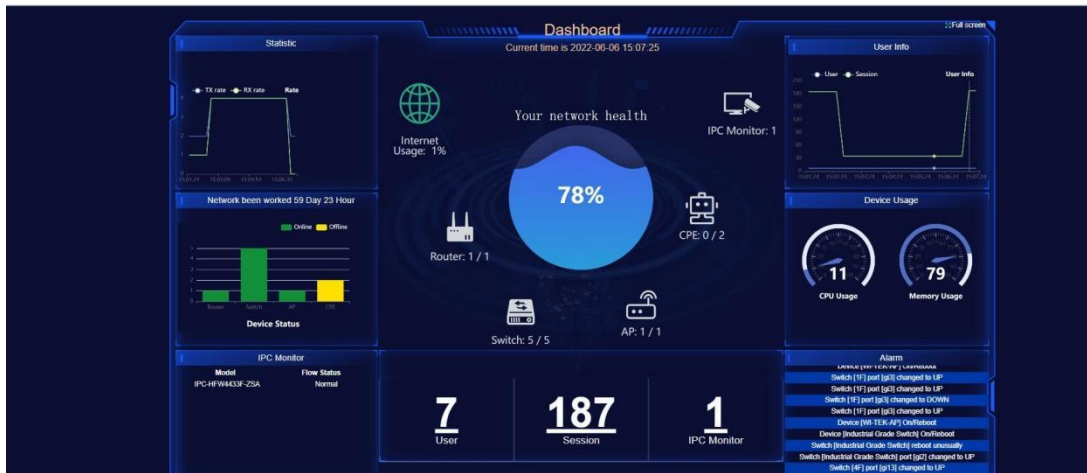 Dashboard
Full screen
Current time is 2022-06-06 15:07:25
Statistic
TX rate RX rate Rate
Network been worked 59 Day 23 Hour
Online Offline
Router Switch AP CPE
Device Status
IPC Monitor
Model Flow Status
IPC-HFW4433F-ZSA Normal
Your network health
78%
Internet
Usage: 1%
IPC Monitor: 1
Router: 1 / 1
CPE: 0 / 2
Switch: 5 / 5
AP: 1 / 1
7
User
187
Session
1
IPC Monitor
User Info
User Session User Info
Device Usage
11
CPU Usage
79
Memory Usage
Alarm
Device [WI-TEK-AP] On/Reboot
Switch [1F] port [gi3] changed to UP
Switch [1F] port [gi3] changed to UP
Switch [1F] port [gi3] changed to DOWN
Switch [1F] port [gi3] changed to UP
Device [WI-TEK-AP] On/Reboot
Device [Industrial Grade Switch] On/Reboot
Switch [Industrial Grade Switch] reboot unusually
Switch [Industrial Grade Switch] port [gi2] changed to UP
Switch [4F] port [gi13] changed to UP